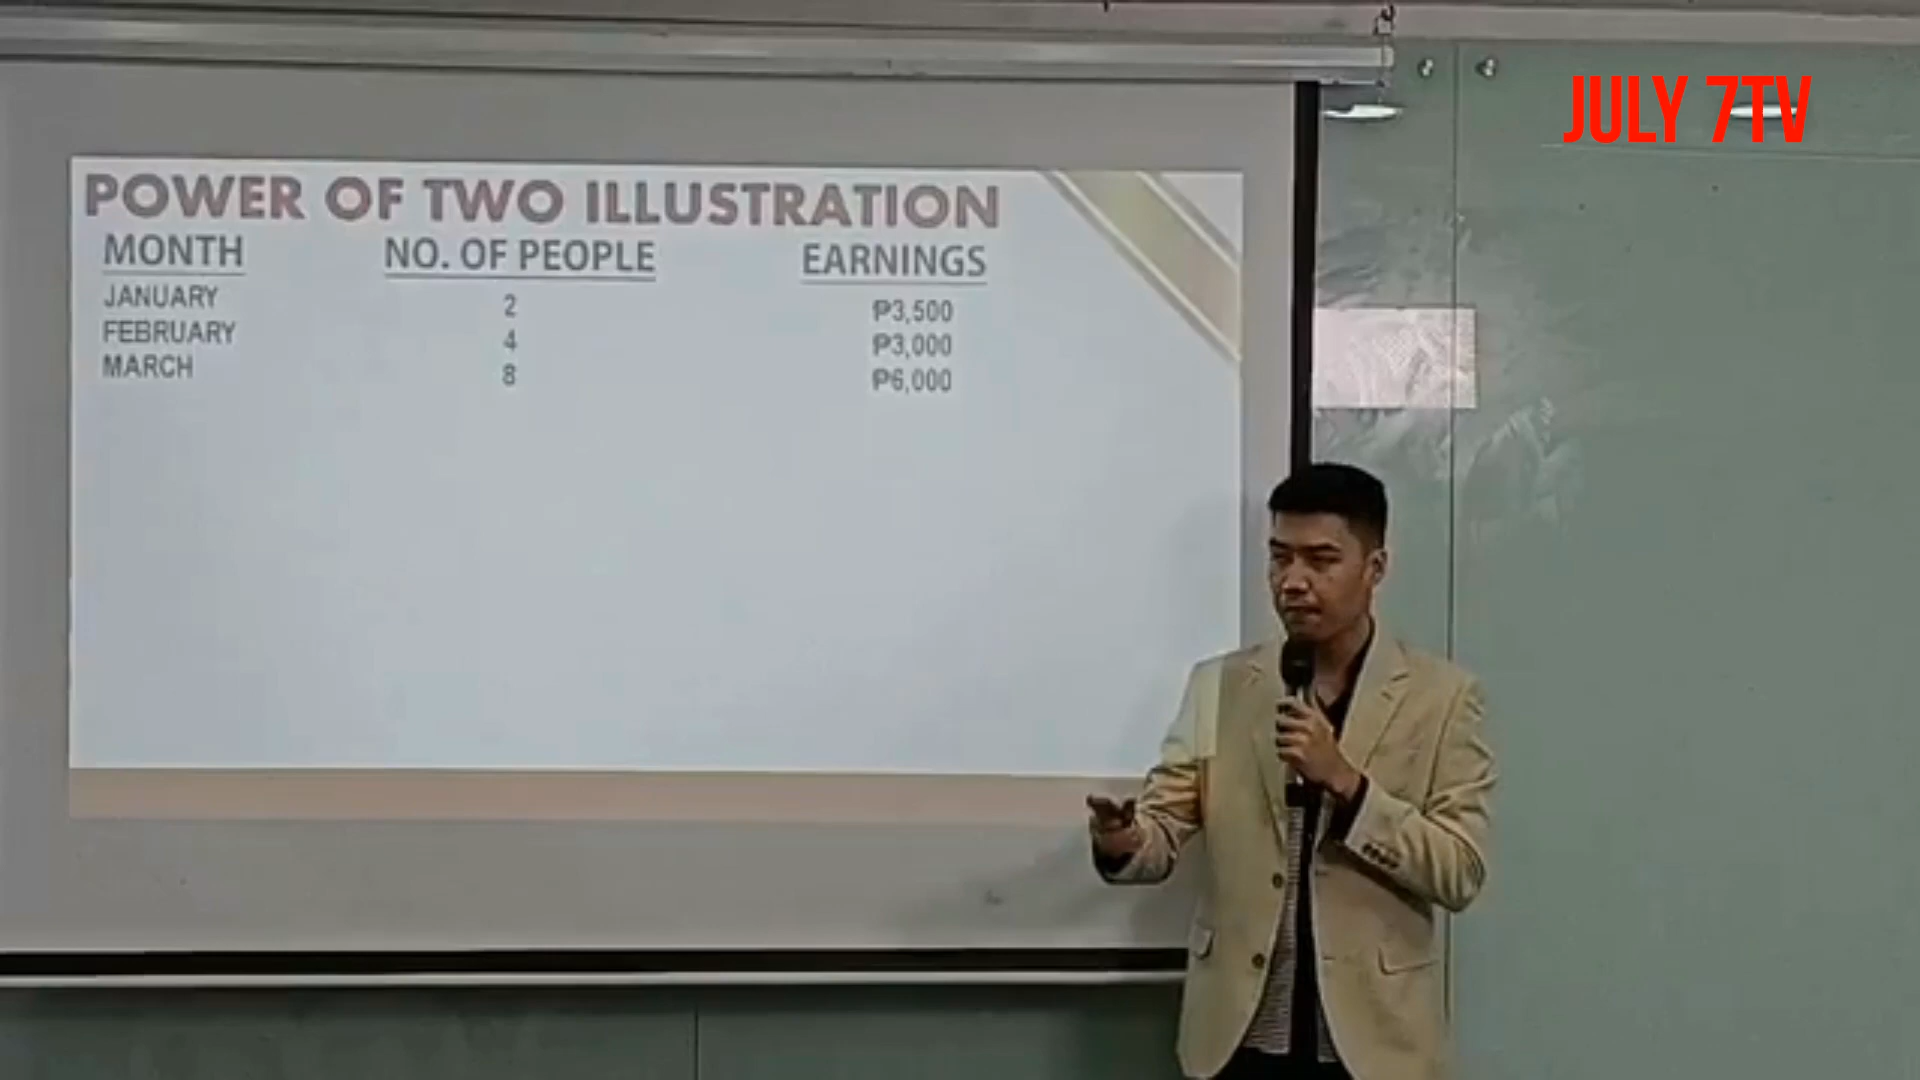 JULY 7TV
POWER OF TWO ILLUSTRATION
MONTH NO. OF PEOPLE EARNINGS
JANUARY 2 ₱3,500
FEBRUARY 4 ₱3,000
MARCH 8 ₱6,000